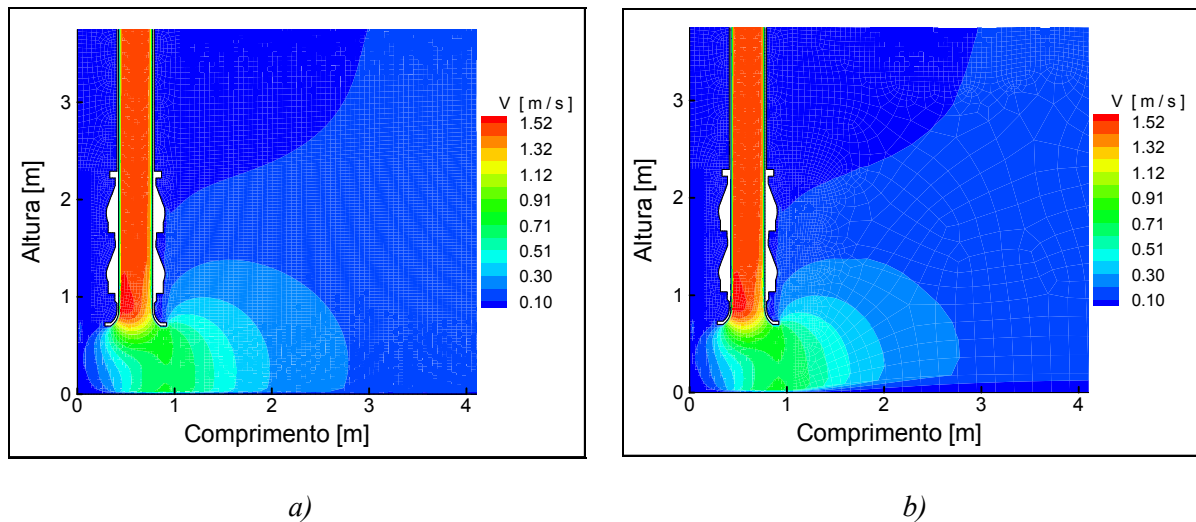 V [ m / s ]
1.52
1.32
1.12
0.91
0.71
0.51
0.30
0.10
Altura [m]
3
2
1
0
0 1 2 3 4
Comprimento [m]
a)
V [ m / s ]
1.52
1.32
1.12
0.91
0.71
0.51
0.30
0.10
Altura [m]
3
2
1
0
0 1 2 3 4
Comprimento [m]
b)